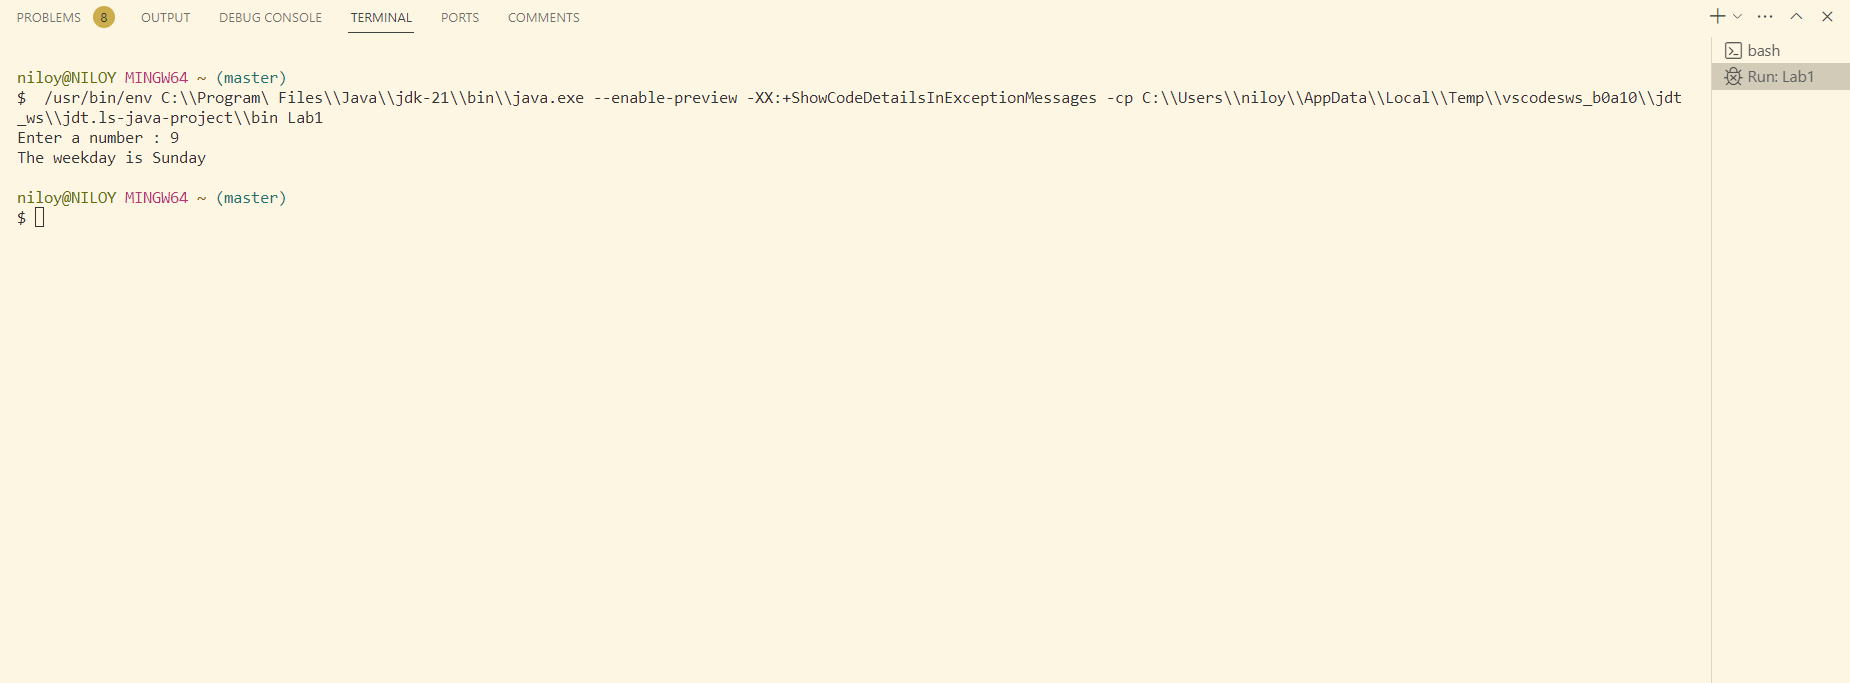 PROBLEMS 8 OUTPUT DEBUG CONSOLE TERMINAL PORTS COMMENTS
niloy@NILOY MINGW64 ~ (master)
$  /usr/bin/env C:\\Program\ Files\\Java\\jdk-21\\bin\\java.exe --enable-preview -XX:+ShowCodeDetailsInExceptionMessages -cp C:\\Users\\niloy\\AppData\\Local\\Temp\\vscodesws_b0a10\\jdt
_ws\\jdt.ls-java-project\\bin Lab1
Enter a number : 9
The weekday is Sunday
niloy@NILOY MINGW64 ~ (master)
$
bash
Run: Lab1